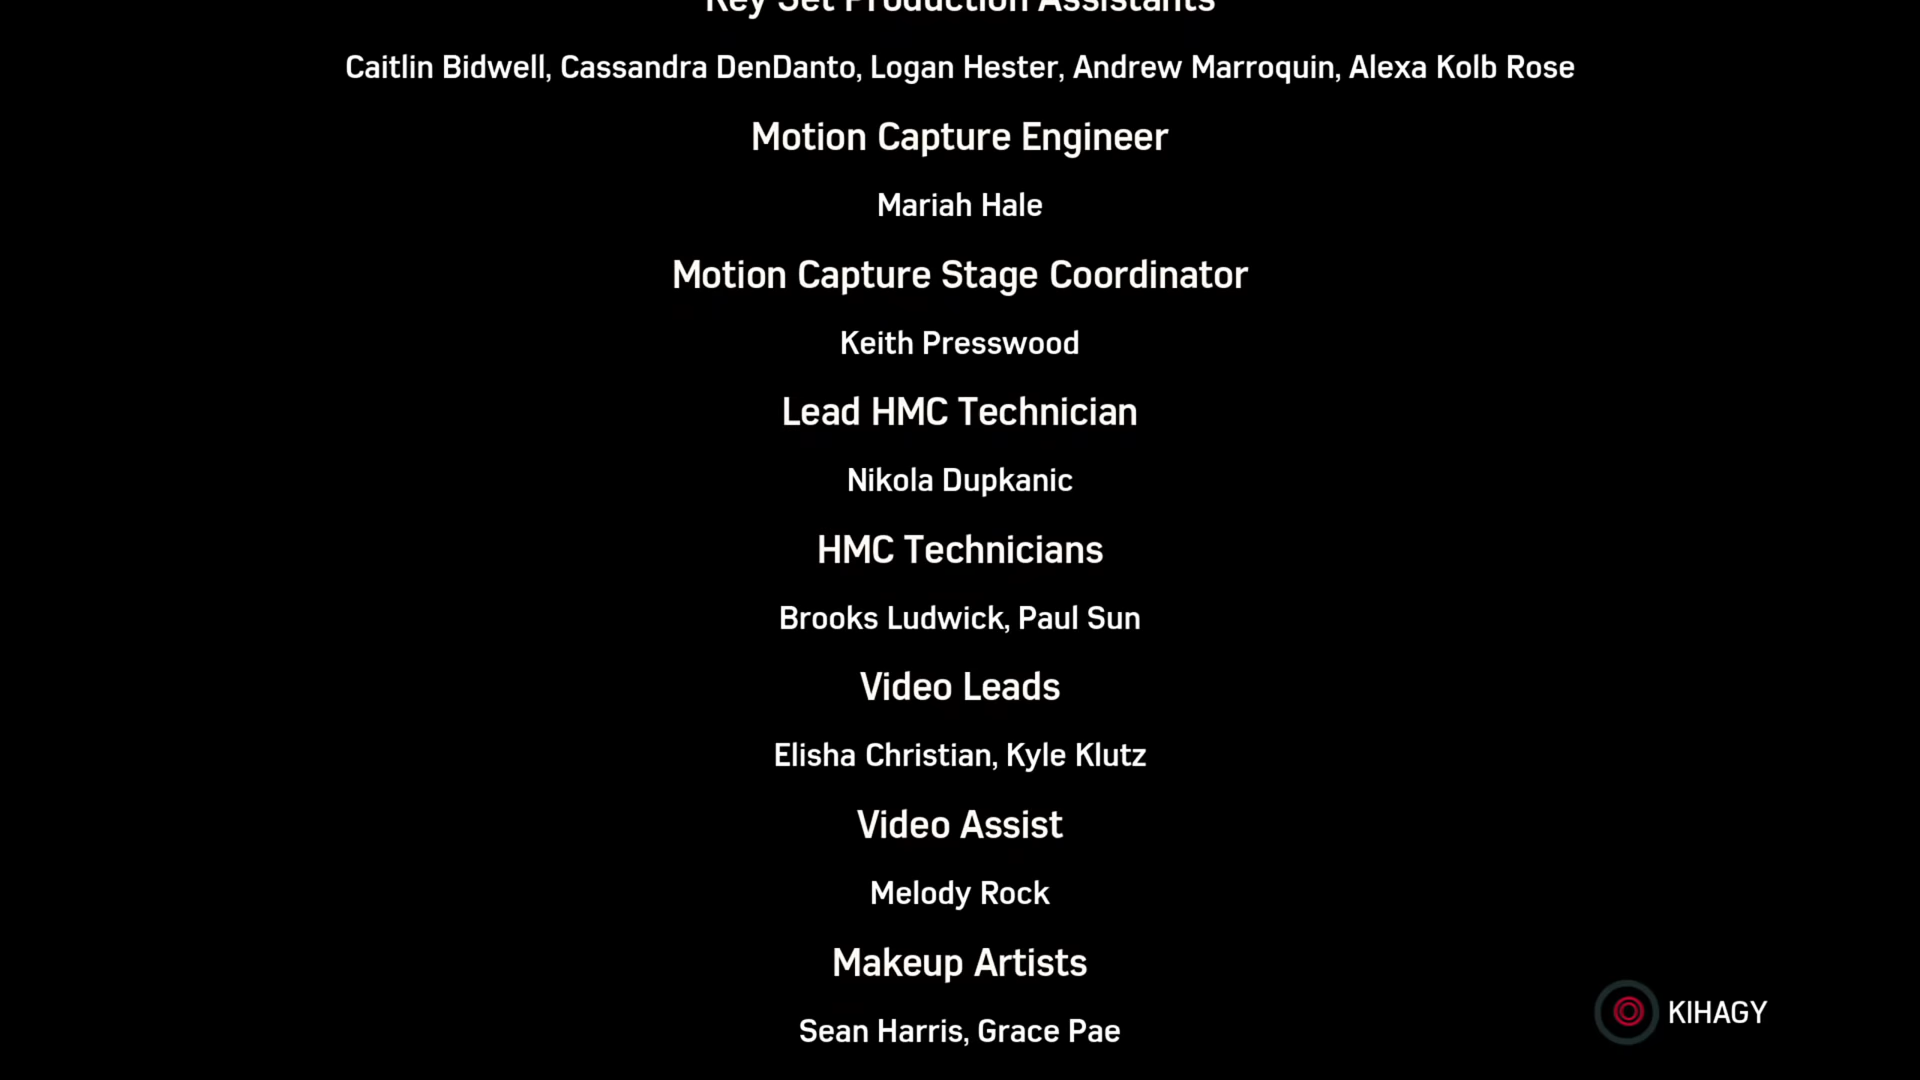 Key Set Production Assistants
Caitlin Bidwell, Cassandra DenDanto, Logan Hester, Andrew Marroquin, Alexa Kolb Rose
Motion Capture Engineer
Mariah Hale
Motion Capture Stage Coordinator
Keith Presswood
Lead HMC Technician
Nikola Dupkanic
HMC Technicians
Brooks Ludwick, Paul Sun
Video Leads
Elisha Christian, Kyle Klutz
Video Assist
Melody Rock
Makeup Artists
Sean Harris, Grace Pae
KIHAGY